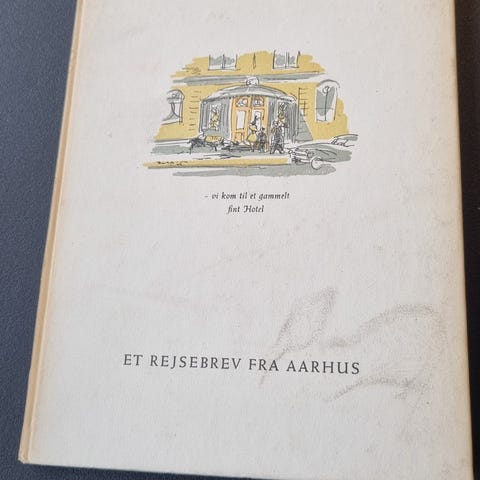 - vi kom til et gammelt
fint Hotel
ET REJSEBREV FRA AARHUS